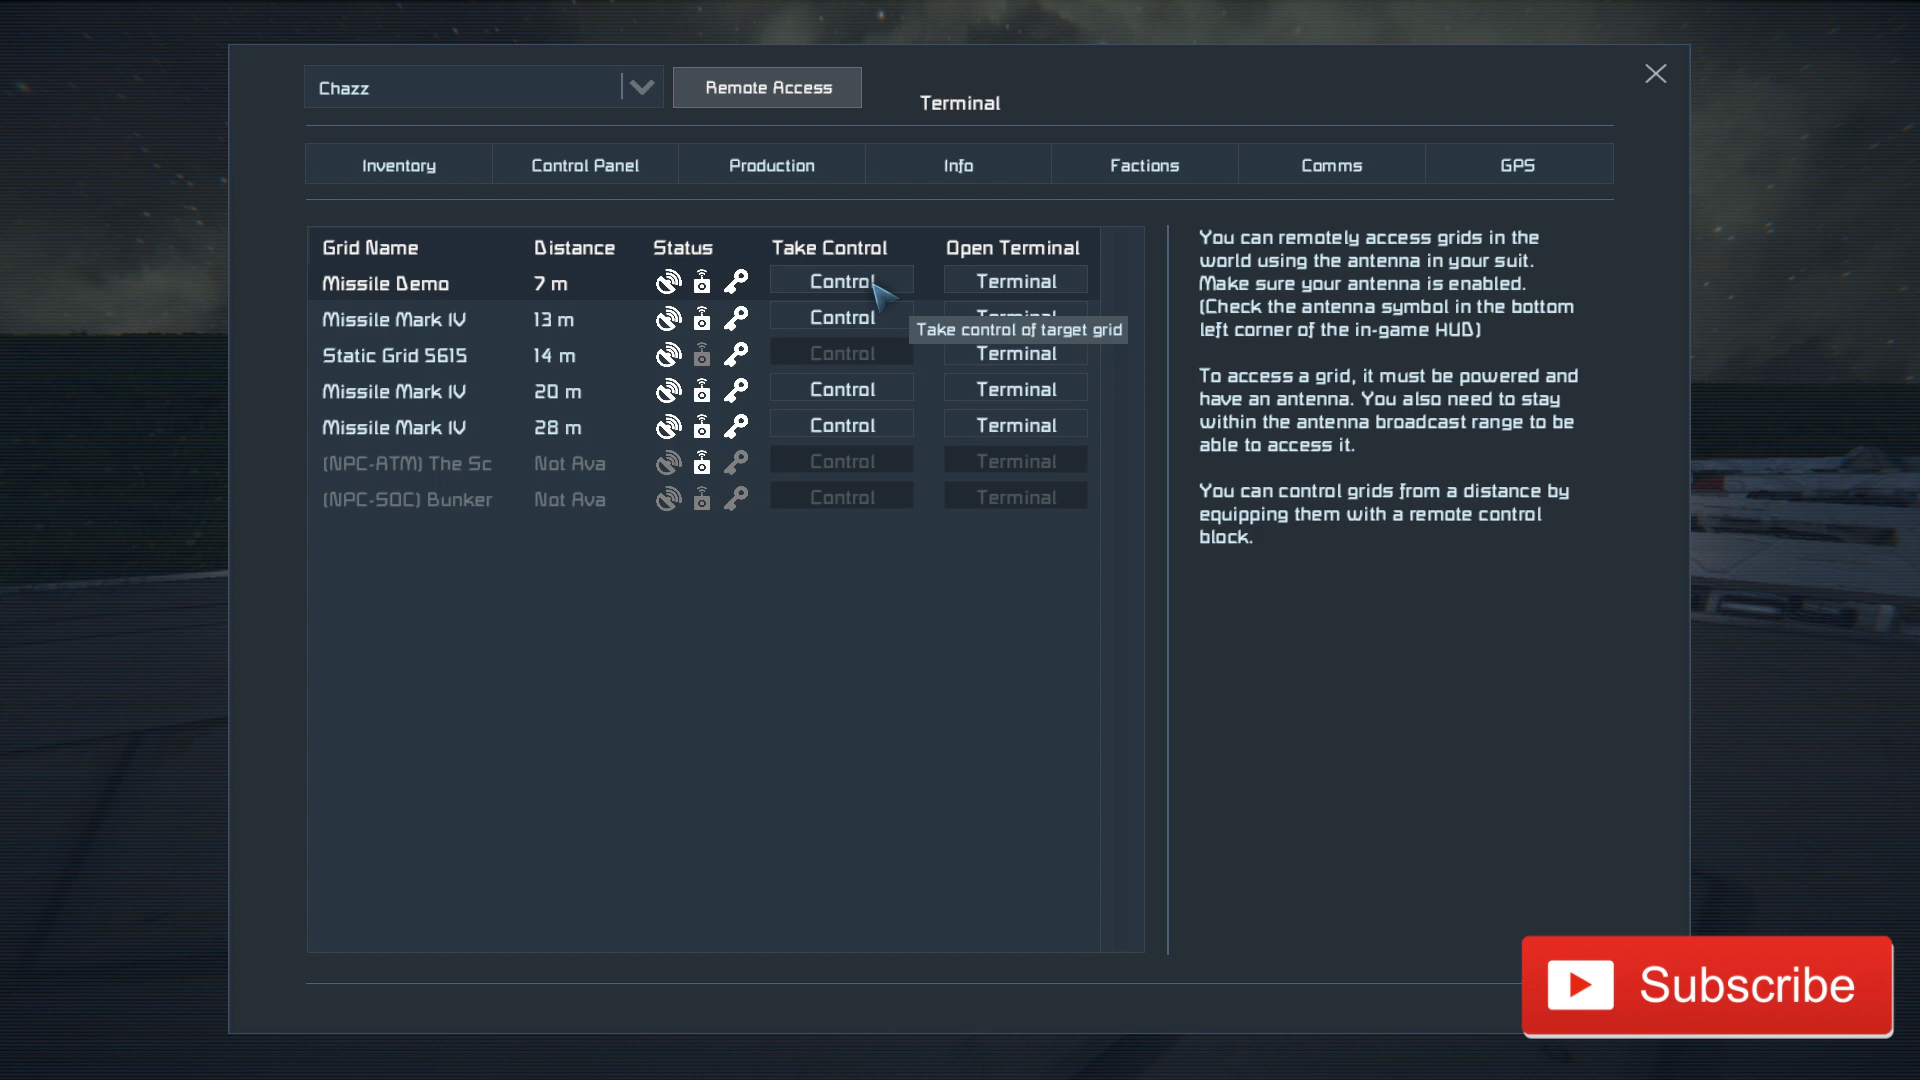 Chazz
Remote Access
Terminal
Inventory Control Panel Production Info Factions Comms GPS
Grid Name Distance Status Take Control Open Terminal
Missile Demo 7 m Control Terminal
Missile Mark IV 13 m Control
Take control of target grid
Static Grid 5615 14 m Control Terminal
Missile Mark IV 20 m Control Terminal
Missile Mark IV 28 m Control Terminal
(NPC-ATM) The Sc Not Ava Control Terminal
(NPC-SOC) Bunker Not Ava Control Terminal
You can remotely access grids in the
world using the antenna in your suit.
Make sure your antenna is enabled.
(Check the antenna symbol in the bottom
left corner of the in-game HUD)
To access a grid, it must be powered and
have an antenna. You also need to stay
within the antenna broadcast range to be
able to access it.
You can control grids from a distance by
equipping them with a remote control
block.
Subscribe